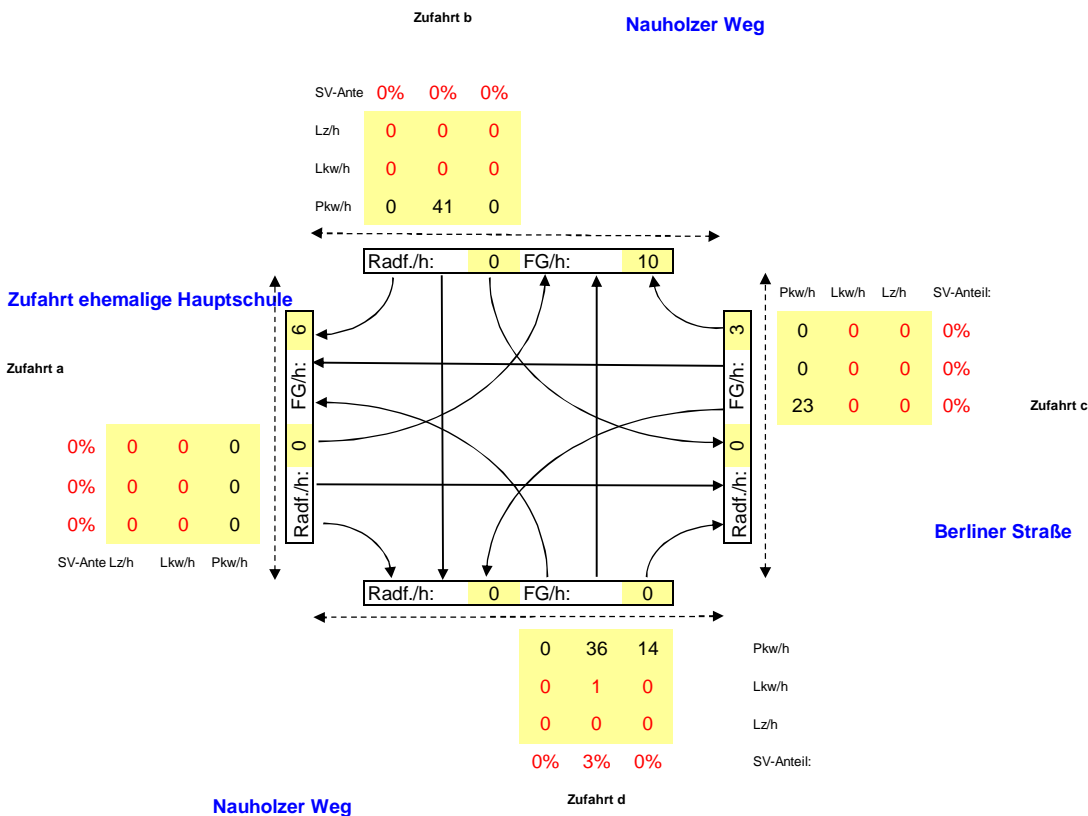 Zufahrt b
Nauholzer Weg
SV-Ante 0% 0% 0%
Lz/h 0 0 0
Lkw/h 0 0 0
Pkw/h 0 41 0
Radf./h: 0 FG/h: 10
Zufahrt ehemalige Hauptschule
Zufahrt a
Radf./h: 0 FG/h: 6
0% 0 0 0
0% 0 0 0
0% 0 0 0
SV-Ante Lz/h Lkw/h Pkw/h
Radf./h: 0 FG/h: 3
Pkw/h Lkw/h Lz/h SV-Anteil:
0 0 0 0%
0 0 0 0%
23 0 0 0%
Zufahrt c
Berliner Straße
Radf./h: 0 FG/h: 0
0 36 14 Pkw/h
0 1 0 Lkw/h
0 0 0 Lz/h
0% 3% 0% SV-Anteil:
Zufahrt d
Nauholzer Weg